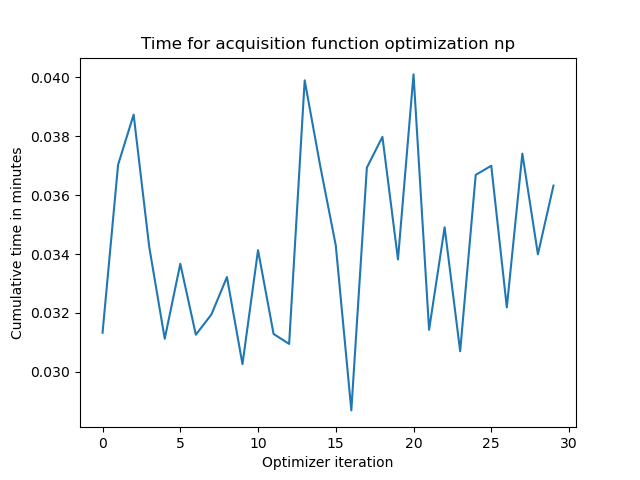 Time for acquisition function optimization np
0.040
0.038
0.036
0.034
0.032
0.030
Cumulative time in minutes
0 5 10 15 20 25 30
Optimizer iteration